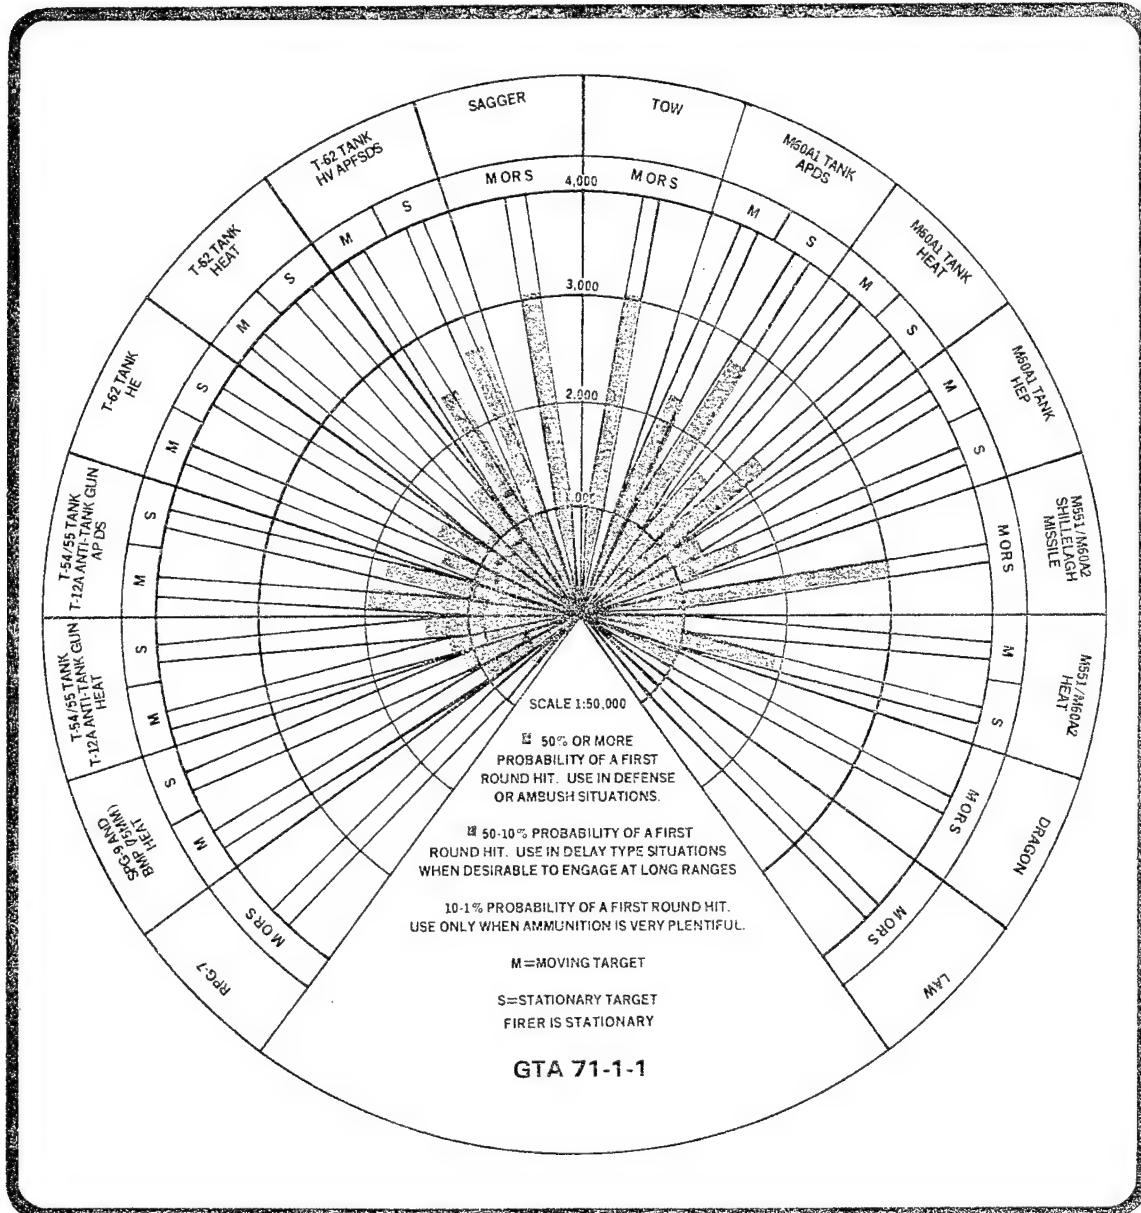 SAGGER
TOW
M60A1 TANK
APDS
M60A1 TANK
HEAT
M60A1 TANK
HEP
M551/M60A2
SHILLELAGH
MISSILE
M551/M60A2
HEAT
DRAGON
LAW
RPG-7
SPG-9 AND
BMP (75MM)
HEAT
T-54/55 TANK
T-12A ANTI-TANK GUN
HEAT
T-54/55 TANK
T-12A ANTI-TANK GUN
APDS
T-62 TANK
HE
T-62 TANK
HEAT
T-62 TANK
HV APFSDS
M OR S
M OR S
M
S
M
S
M
S
M OR S
M
S
M OR S
M OR S
M OR S
M
S
M
S
M
S
M
S
M
S
M
S
4,000
3,000
2,000
SCALE 1:50,000
50% OR MORE
PROBABILITY OF A FIRST
ROUND HIT. USE IN DEFENSE
OR AMBUSH SITUATIONS.
50-10% PROBABILITY OF A FIRST
ROUND HIT. USE IN DELAY TYPE SITUATIONS
WHEN DESIRABLE TO ENGAGE AT LONG RANGES
10-1% PROBABILITY OF A FIRST ROUND HIT.
USE ONLY WHEN AMMUNITION IS VERY PLENTIFUL.
M=MOVING TARGET
S=STATIONARY TARGET
FIRER IS STATIONARY
GTA 71-1-1